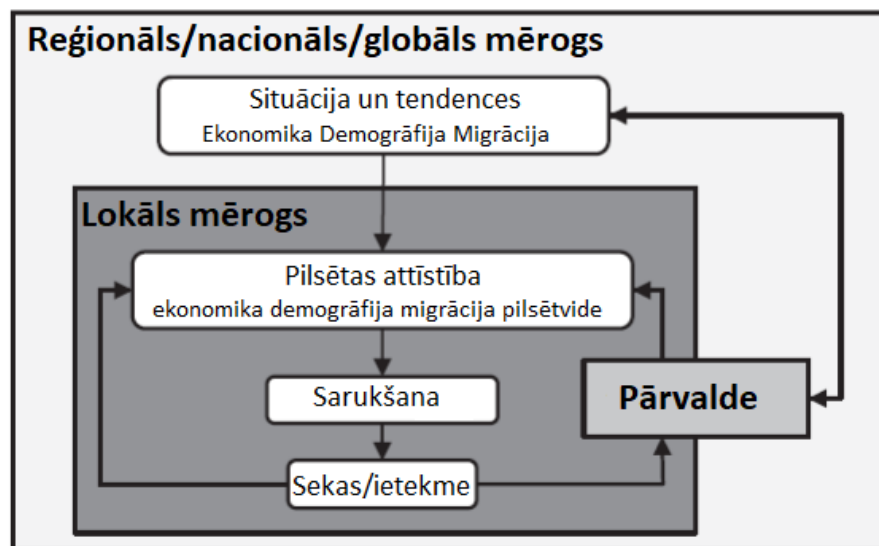 Reģionāls/nacionāls/globāls mērogs
Situācija un tendences
Ekonomika Demogrāfija Migrācija
Lokāls mērogs
Pilsētas attīstība
ekonomika demogrāfija migrācija pilsētvide
Sarukšana
Pārvalde
Sekas/ietekme